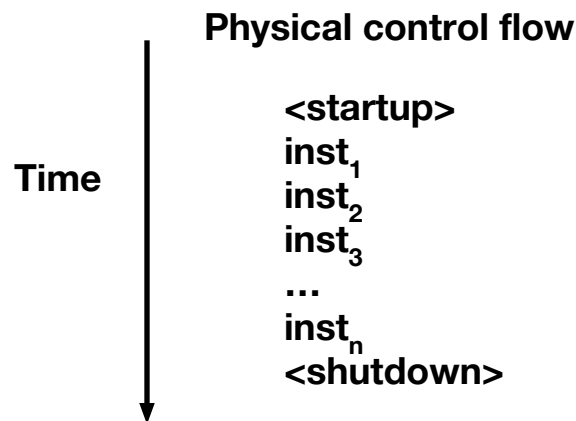 Physical control flow
<startup>
inst₁
Time
inst₂
inst₃
...
instₙ
<shutdown>